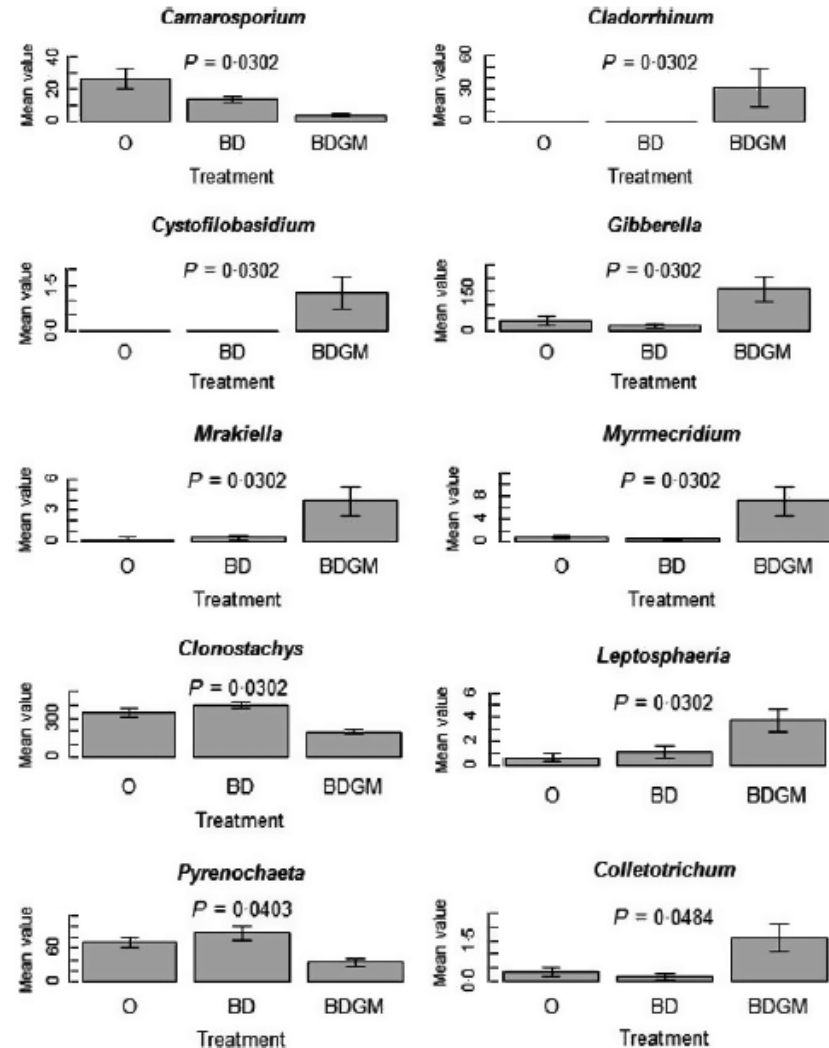 Camarosporium
P = 0·0302
Mean value
0 20 40
O BD BDGM
Treatment
Cladorrhinum
P = 0·0302
Mean value
0 30 60
O BD BDGM
Treatment
Cystofilobasidium
P = 0·0302
Mean value
0·0 1·5
O BD BDGM
Treatment
Gibberella
P = 0·0302
Mean value
0 150
O BD BDGM
Treatment
Mrakiella
P = 0·0302
Mean value
0 3 6
O BD BDGM
Treatment
Myrmecridium
P = 0·0302
Mean value
0 4 8
O BD BDGM
Treatment
Clonostachys
P = 0·0302
Mean value
0 300
O BD BDGM
Treatment
Leptosphaeria
P = 0·0302
Mean value
0 2 4 6
O BD BDGM
Treatment
Pyrenochaeta
P = 0·0403
Mean value
0 60
O BD BDGM
Treatment
Colletotrichum
P = 0·0484
Mean value
0·0 1·5
O BD BDGM
Treatment